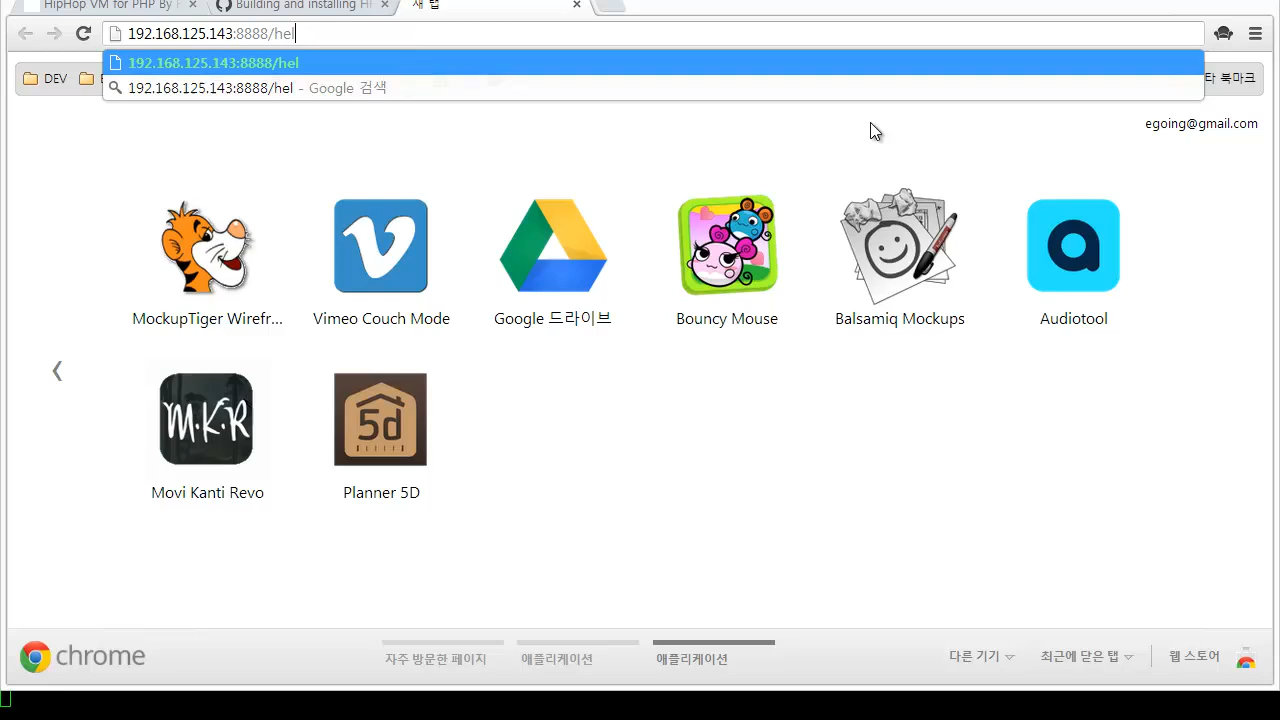 HipHop VM for PHP By
Building and installing H
새 탭
192.168.125.143:8888/hel
192.168.125.143:8888/hel
192.168.125.143:8888/hel - Google 검색
DEV
타 북마크
egoing@gmail.com
MockupTiger Wirefr...
Vimeo Couch Mode
Google 드라이브
Bouncy Mouse
Balsamiq Mockups
Audiotool
M.K.R
5d
Movi Kanti Revo
Planner 5D
chrome
자주 방문한 페이지
애플리케이션
애플리케이션
다른 기기
최근에 닫은 탭
웹 스토어